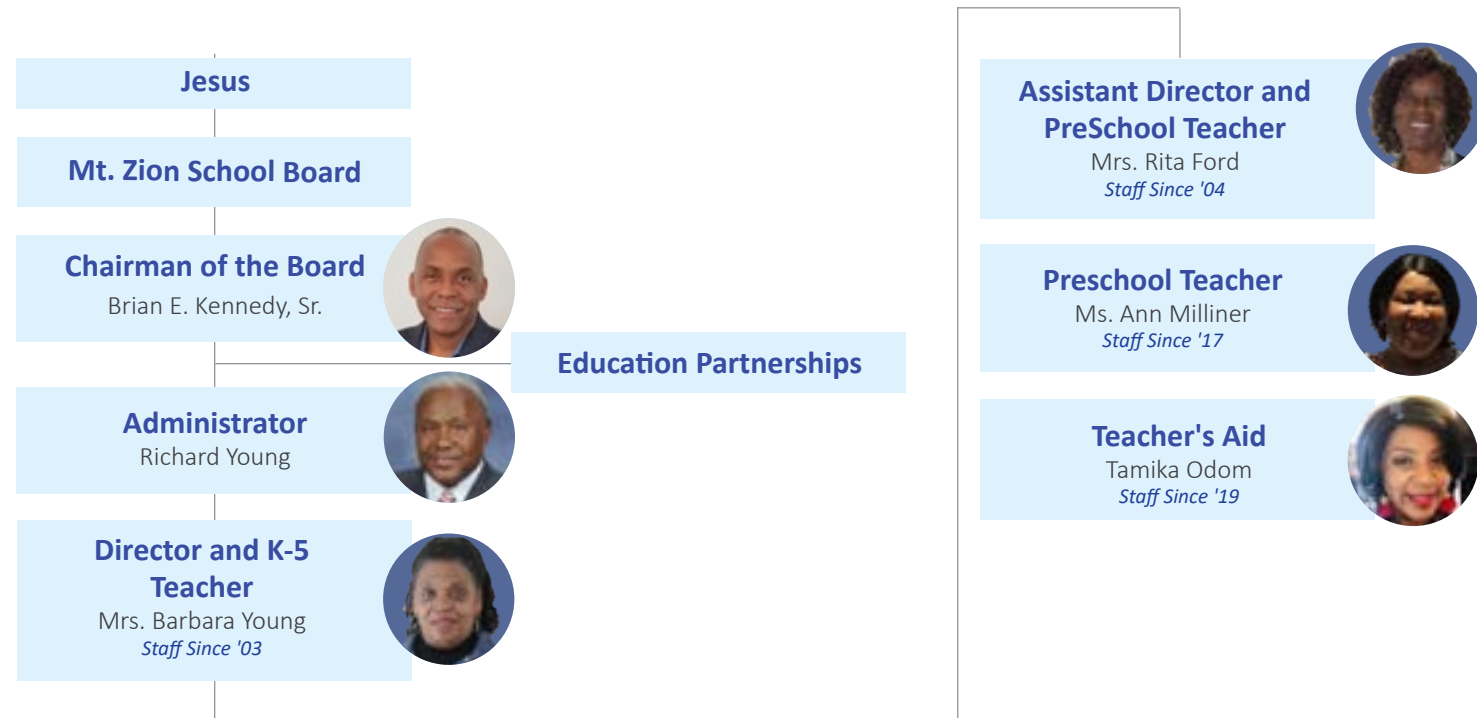 Jesus
Mt. Zion School Board
Chairman of the Board
Brian E. Kennedy, Sr.
Education Partnerships
Administrator
Richard Young
Director and K-5
Teacher
Mrs. Barbara Young
Staff Since '03
Assistant Director and
PreSchool Teacher
Mrs. Rita Ford
Staff Since '04
Preschool Teacher
Ms. Ann Milliner
Staff Since '17
Teacher's Aid
Tamika Odom
Staff Since '19